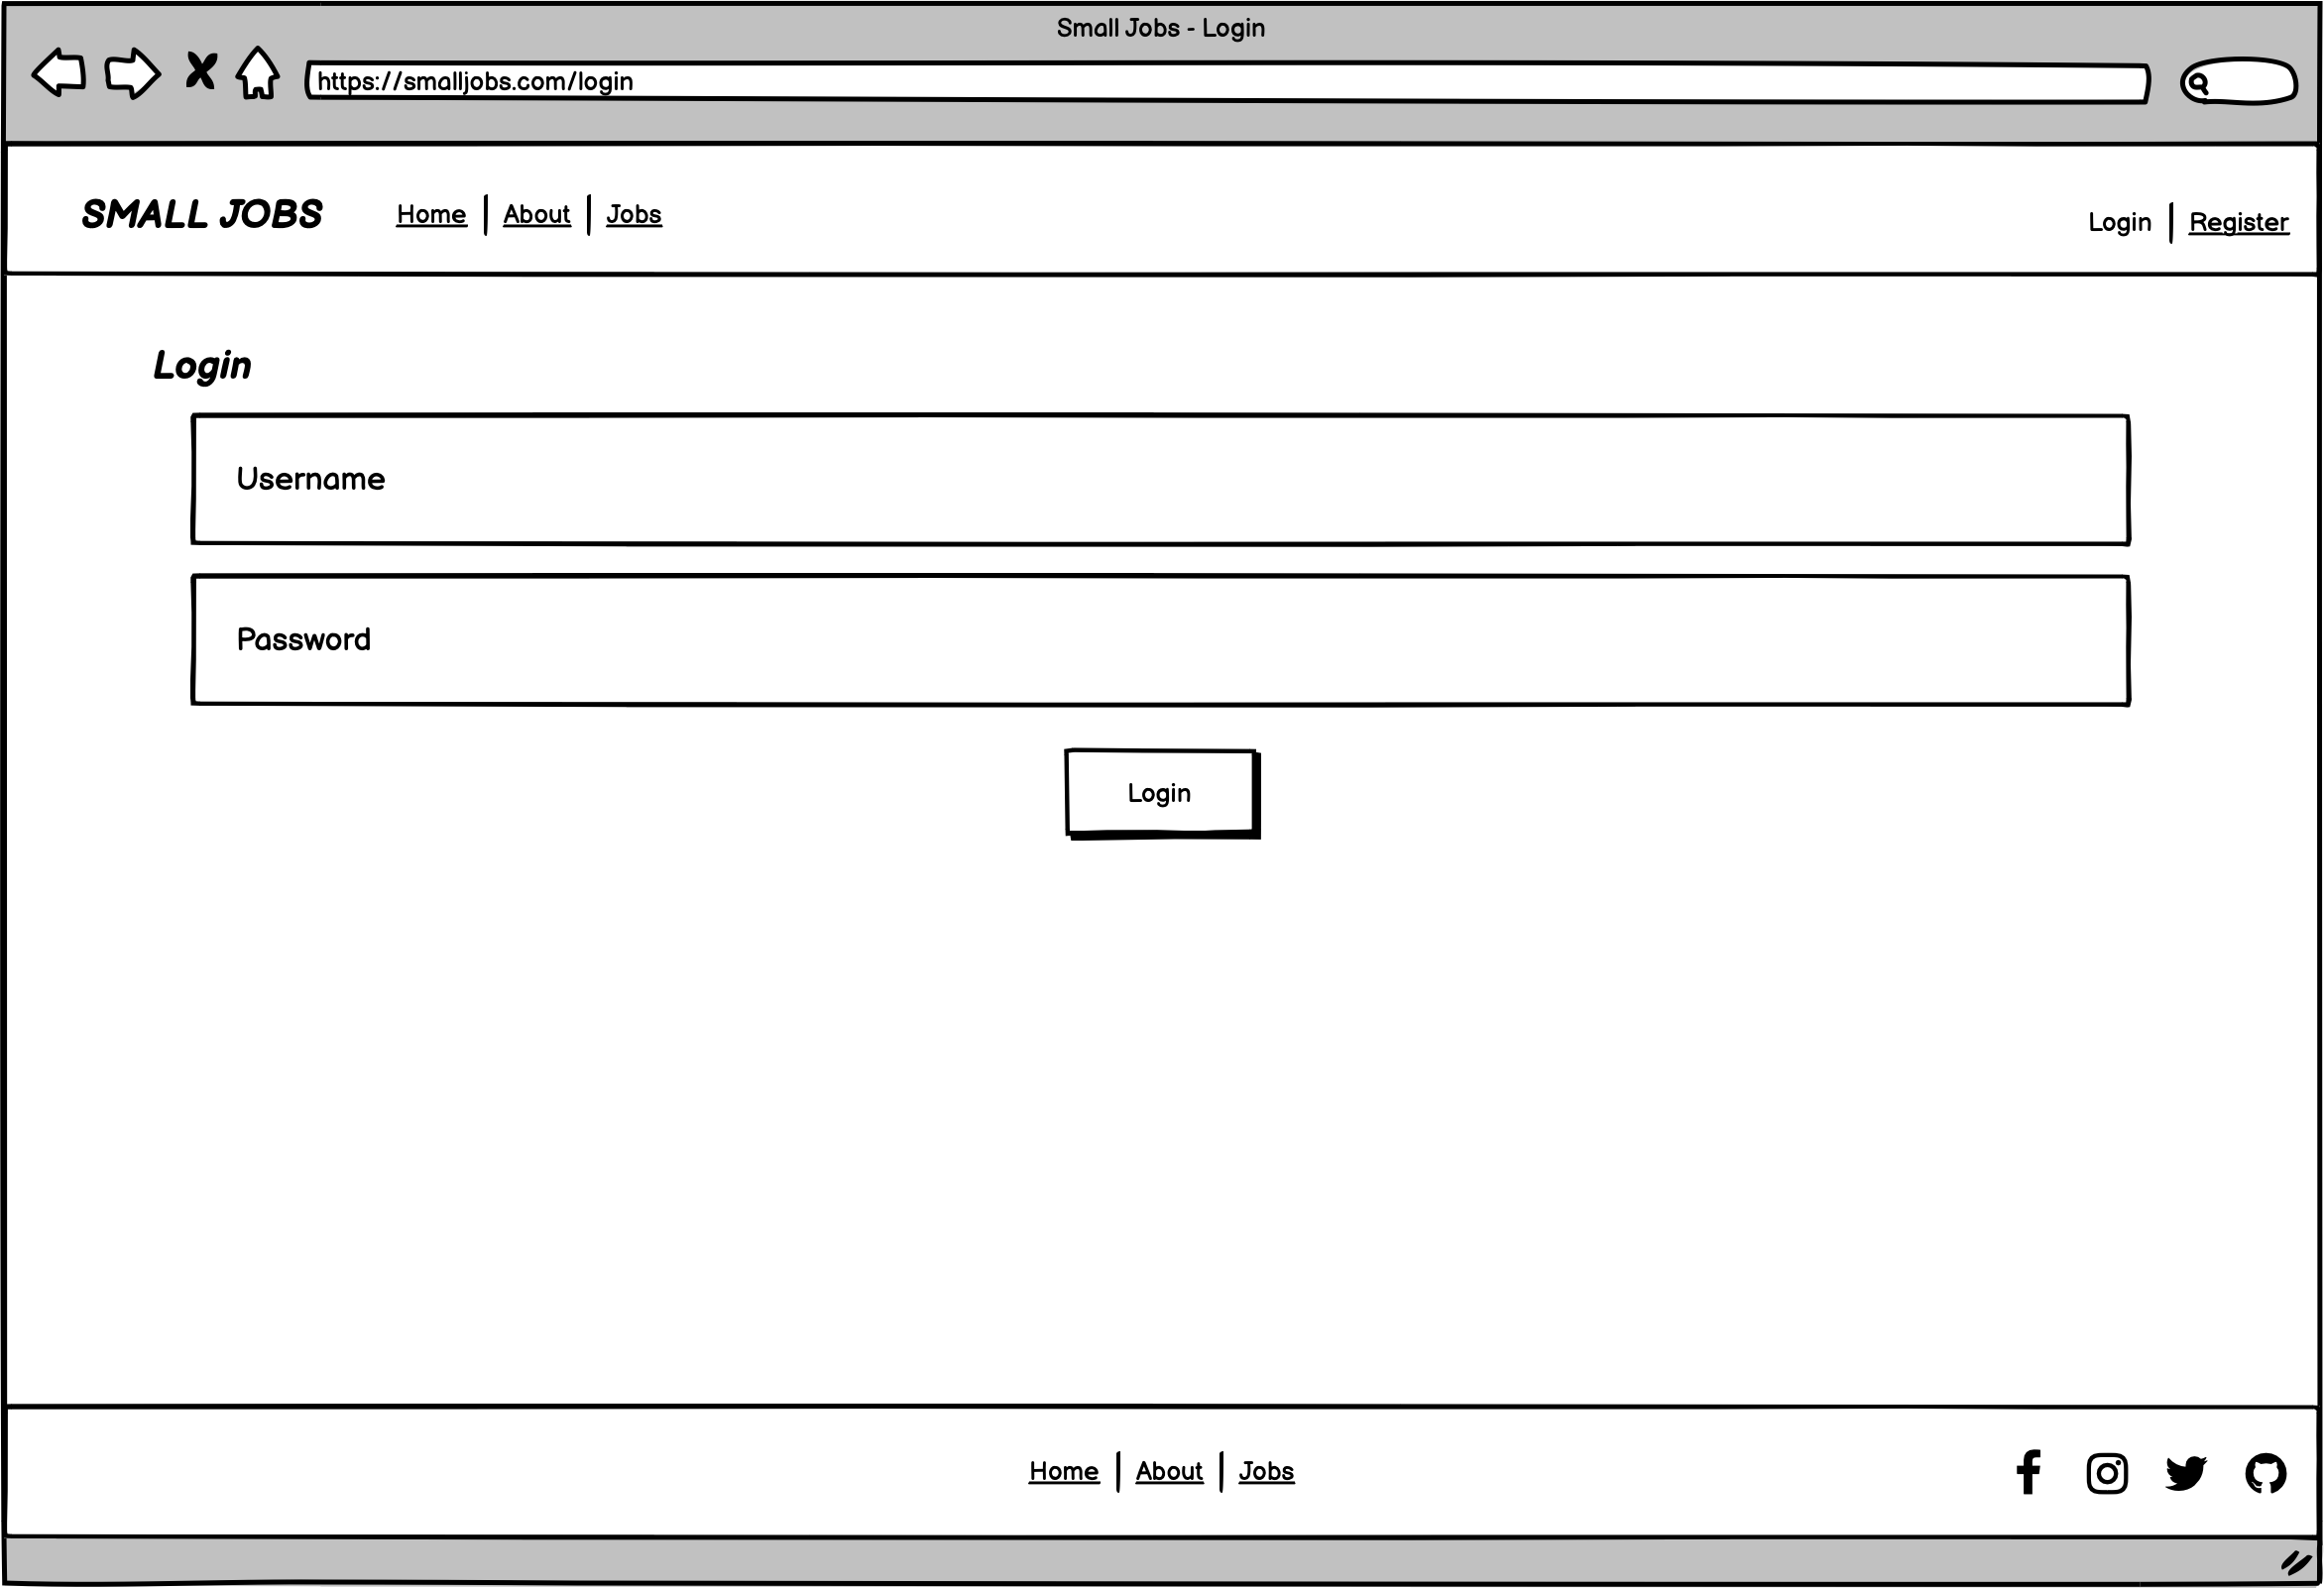 Small Jobs - Login
https://smalljobs.com/login
SMALL JOBS Home About Jobs Login Register
Login
Username
Password
Login
Home About Jobs